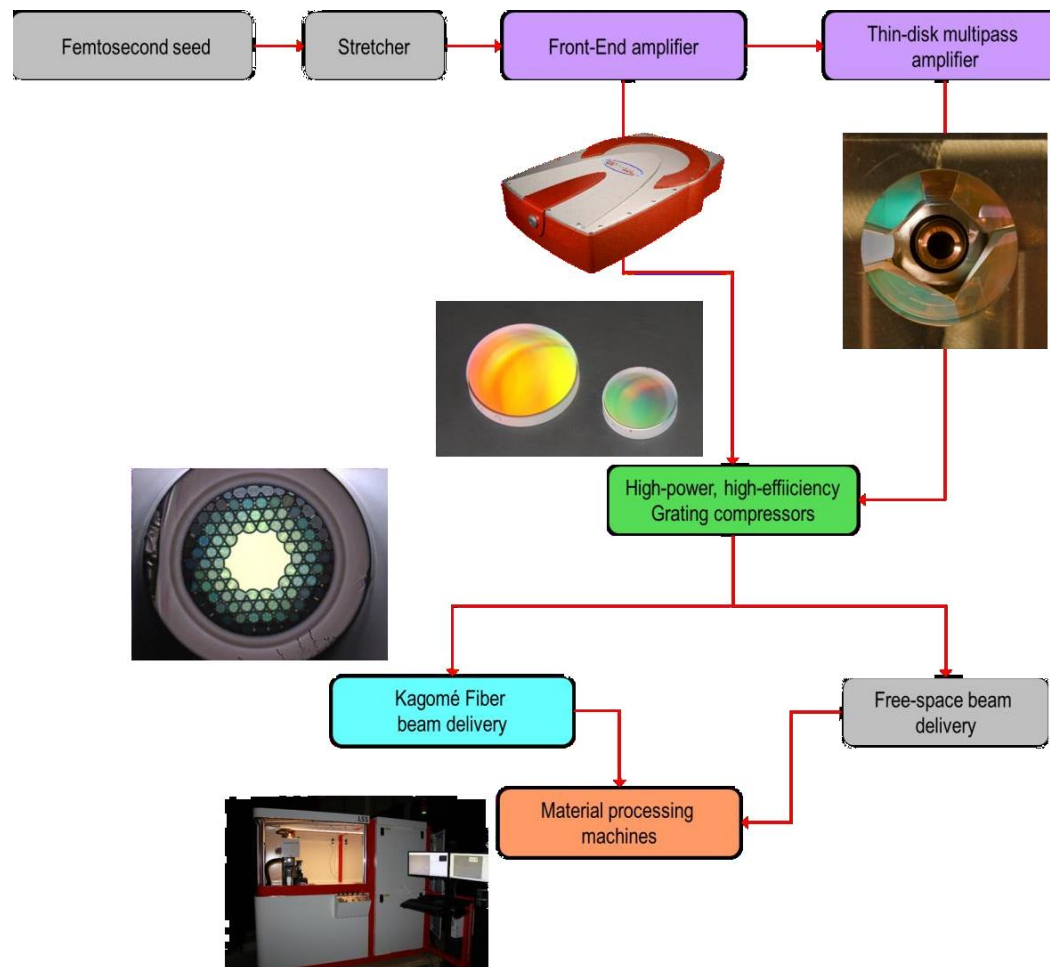 Femtosecond seed
Stretcher
Front-End amplifier
Thin-disk multipass
amplifier
High-power, high-effiiciency
Grating compressors
Kagomé Fiber
beam delivery
Free-space beam
delivery
Material processing
machines